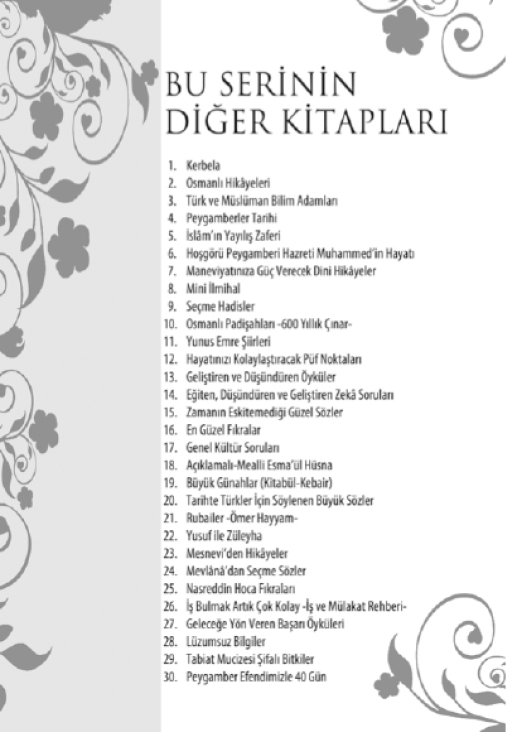 BU SERİNİN
DİĞER KİTAPLARI
1. Kerbela
2. Osmanlı Hikâyeleri
3. Türk ve Müslüman Bilim Adamları
4. Peygamberler Tarihi
5. İslâm'ın Yayılış Zaferi
6. Hoşgörü Peygamberi Hazreti Muhammed'in Hayatı
7. Maneviyatınıza Güç Verecek Dini Hikâyeler
8. Mini İlmihal
9. Seçme Hadisler
10. Osmanlı Padişahları -600 Yıllık Çınar-
11. Yunus Emre Şiirleri
12. Hayatınızı Kolaylaştıracak Püf Noktaları
13. Geliştiren ve Düşündüren Öyküler
14. Eğiten, Düşündüren ve Geliştiren Zekâ Soruları
15. Zamanın Eskitemediği Güzel Sözler
16. En Güzel Fıkralar
17. Genel Kültür Soruları
18. Açıklamalı-Mealli Esma'ül Hüsna
19. Büyük Günahlar (Kitabül-Kebair)
20. Tarihte Türkler İçin Söylenen Büyük Sözler
21. Rubailer -Ömer Hayyam-
22. Yusuf ile Züleyha
23. Mesnevi'den Hikâyeler
24. Mevlânâ'dan Seçme Sözler
25. Nasreddin Hoca Fıkraları
26. İş Bulmak Artık Çok Kolay -İş ve Mülakat Rehberi-
27. Geleceğe Yön Veren Başarı Öyküleri
28. Lüzumsuz Bilgiler
29. Tabiat Mucizesi Şifalı Bitkiler
30. Peygamber Efendimizle 40 Gün